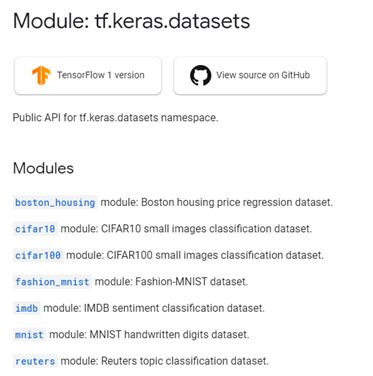 Module: tf.keras.datasets
TensorFlow 1 version
View source on GitHub
Public API for tf.keras.datasets namespace.
Modules
boston_housing module: Boston housing price regression dataset.
cifar10 module: CIFAR10 small images classification dataset.
cifar100 module: CIFAR100 small images classification dataset.
fashion_mnist module: Fashion-MNIST dataset.
imdb module: IMDB sentiment classification dataset.
mnist module: MNIST handwritten digits dataset.
reuters module: Reuters topic classification dataset.